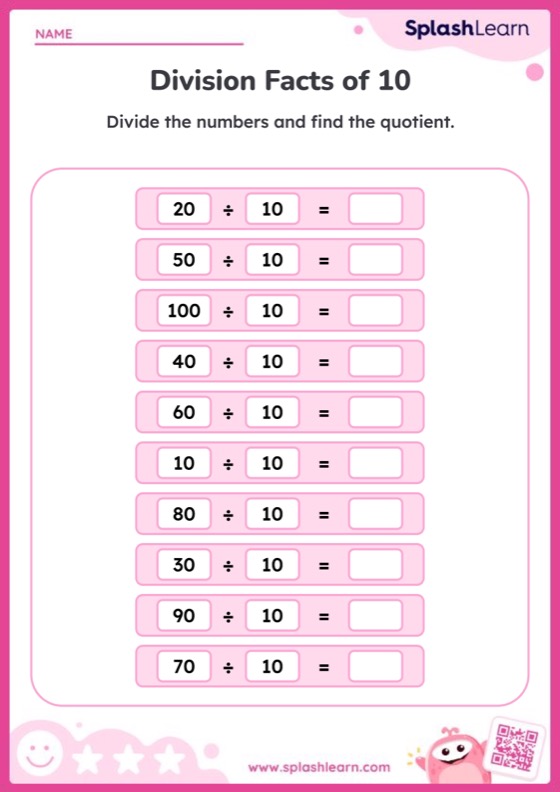 NAME
SplashLearn
Division Facts of 10
Divide the numbers and find the quotient.
20 ÷ 10 =
50 ÷ 10 =
100 ÷ 10 =
40 ÷ 10 =
60 ÷ 10 =
10 ÷ 10 =
80 ÷ 10 =
30 ÷ 10 =
90 ÷ 10 =
70 ÷ 10 =
www.splashlearn.com